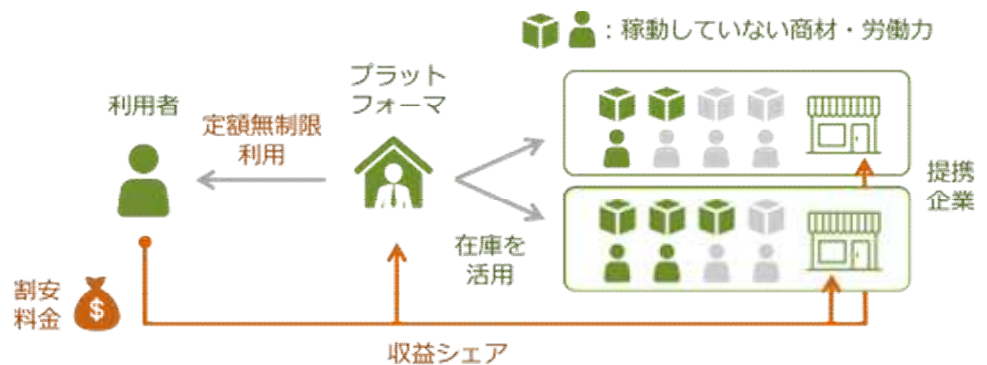 ：稼動していない商材・労働力
プラット
フォーマ
利用者
定額無制限
利用
提携
企業
在庫を
活用
割安
料金
$
収益シェア